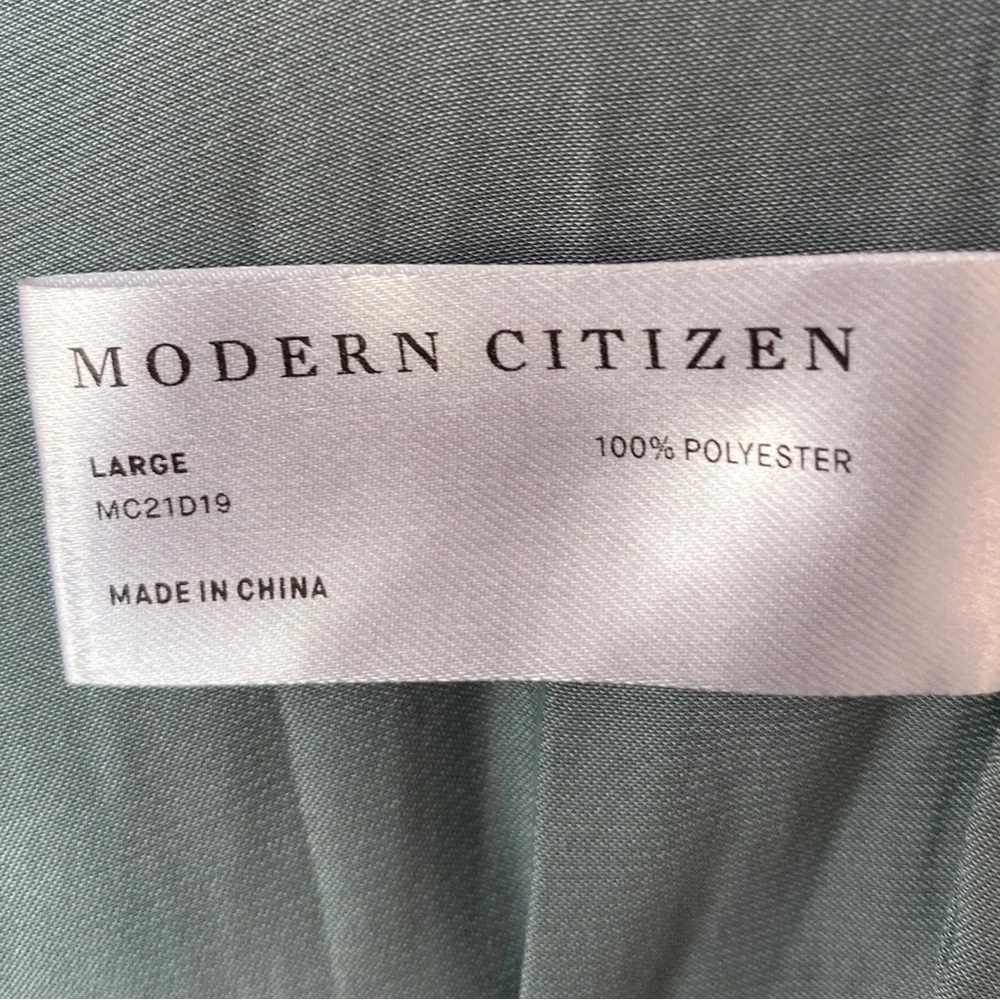 MODERN CITIZEN
LARGE
100% POLYESTER
MC21D19
MADE IN CHINA